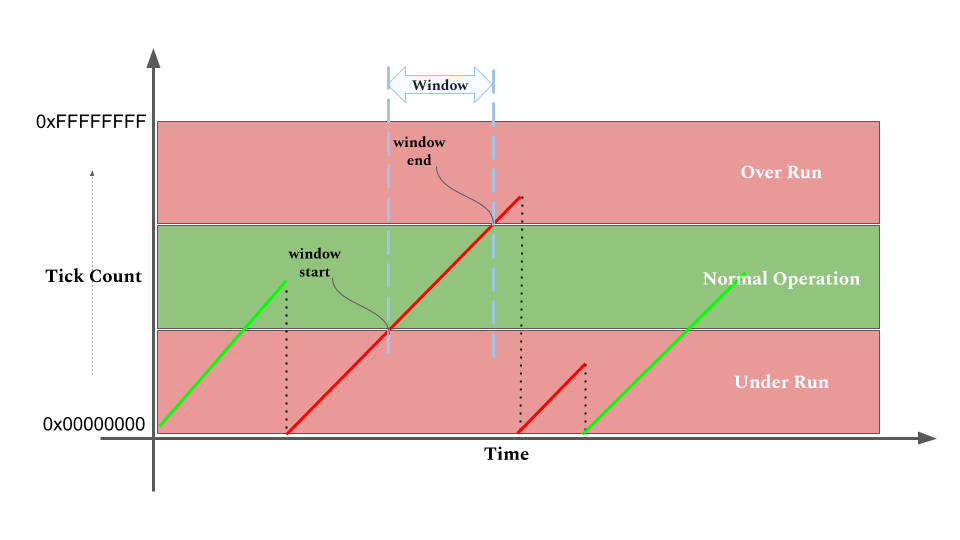 Window
0xFFFFFFFF
window
end
Over Run
window
start
Tick Count
Normal Operation
Under Run
0x00000000
Time